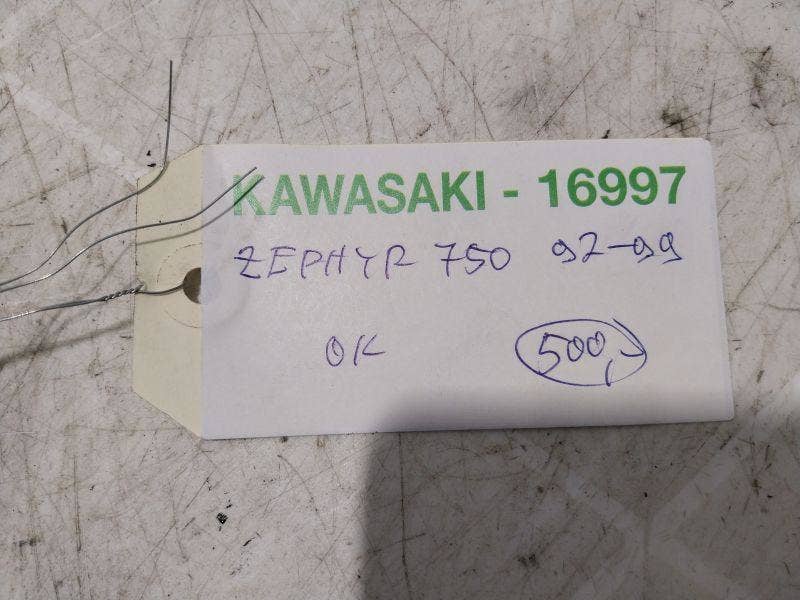 KAWASAKI - 16997
ZEPHYR 750 92-99
OK 500,-